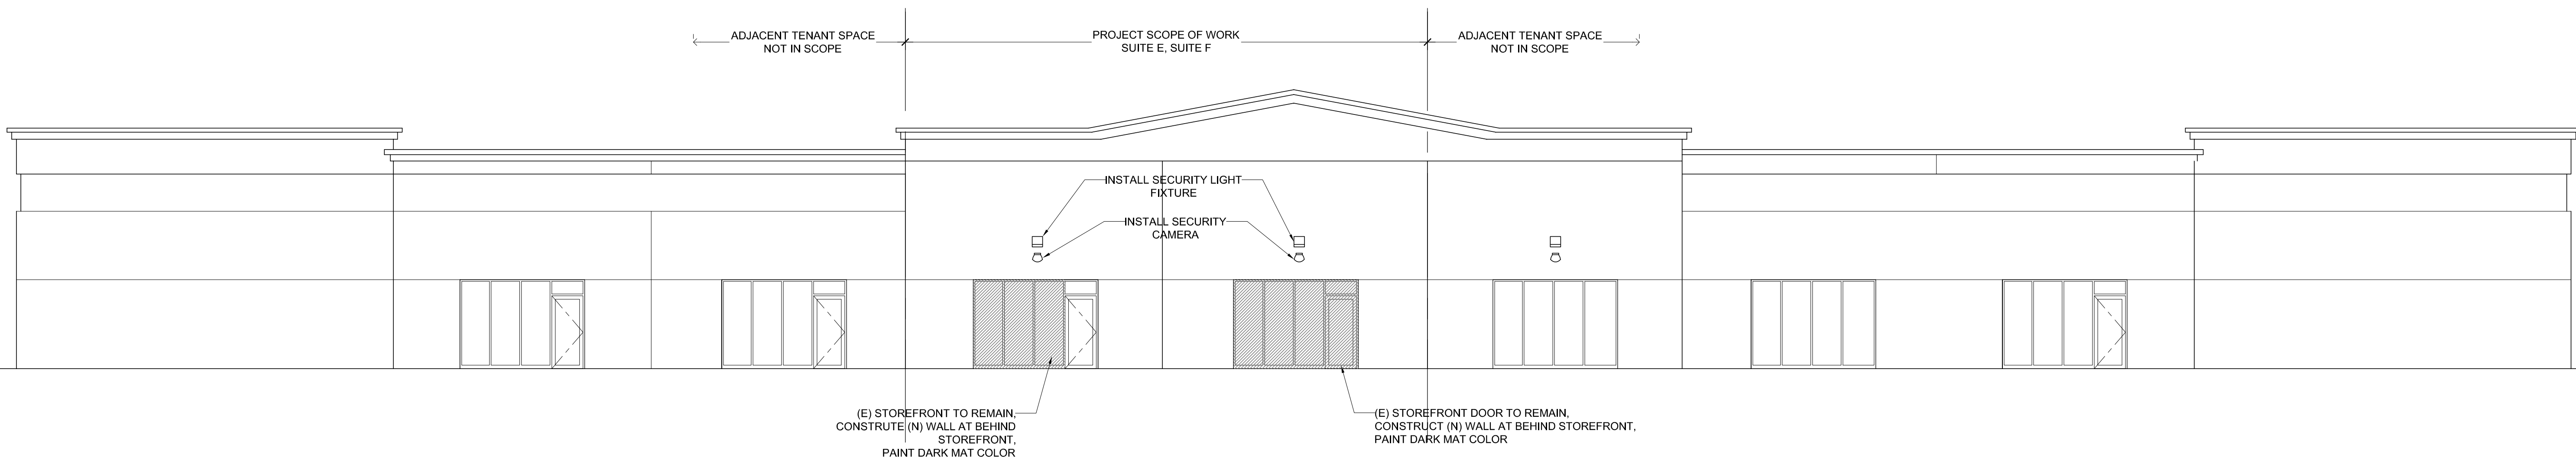 ADJACENT TENANT SPACE
NOT IN SCOPE
PROJECT SCOPE OF WORK
SUITE E, SUITE F
ADJACENT TENANT SPACE
NOT IN SCOPE
INSTALL SECURITY LIGHT
FIXTURE
INSTALL SECURITY
CAMERA
(E) STOREFRONT TO REMAIN,
CONSTRUTE (N) WALL AT BEHIND
STOREFRONT,
PAINT DARK MAT COLOR
(E) STOREFRONT DOOR TO REMAIN,
CONSTRUCT (N) WALL AT BEHIND STOREFRONT,
PAINT DARK MAT COLOR